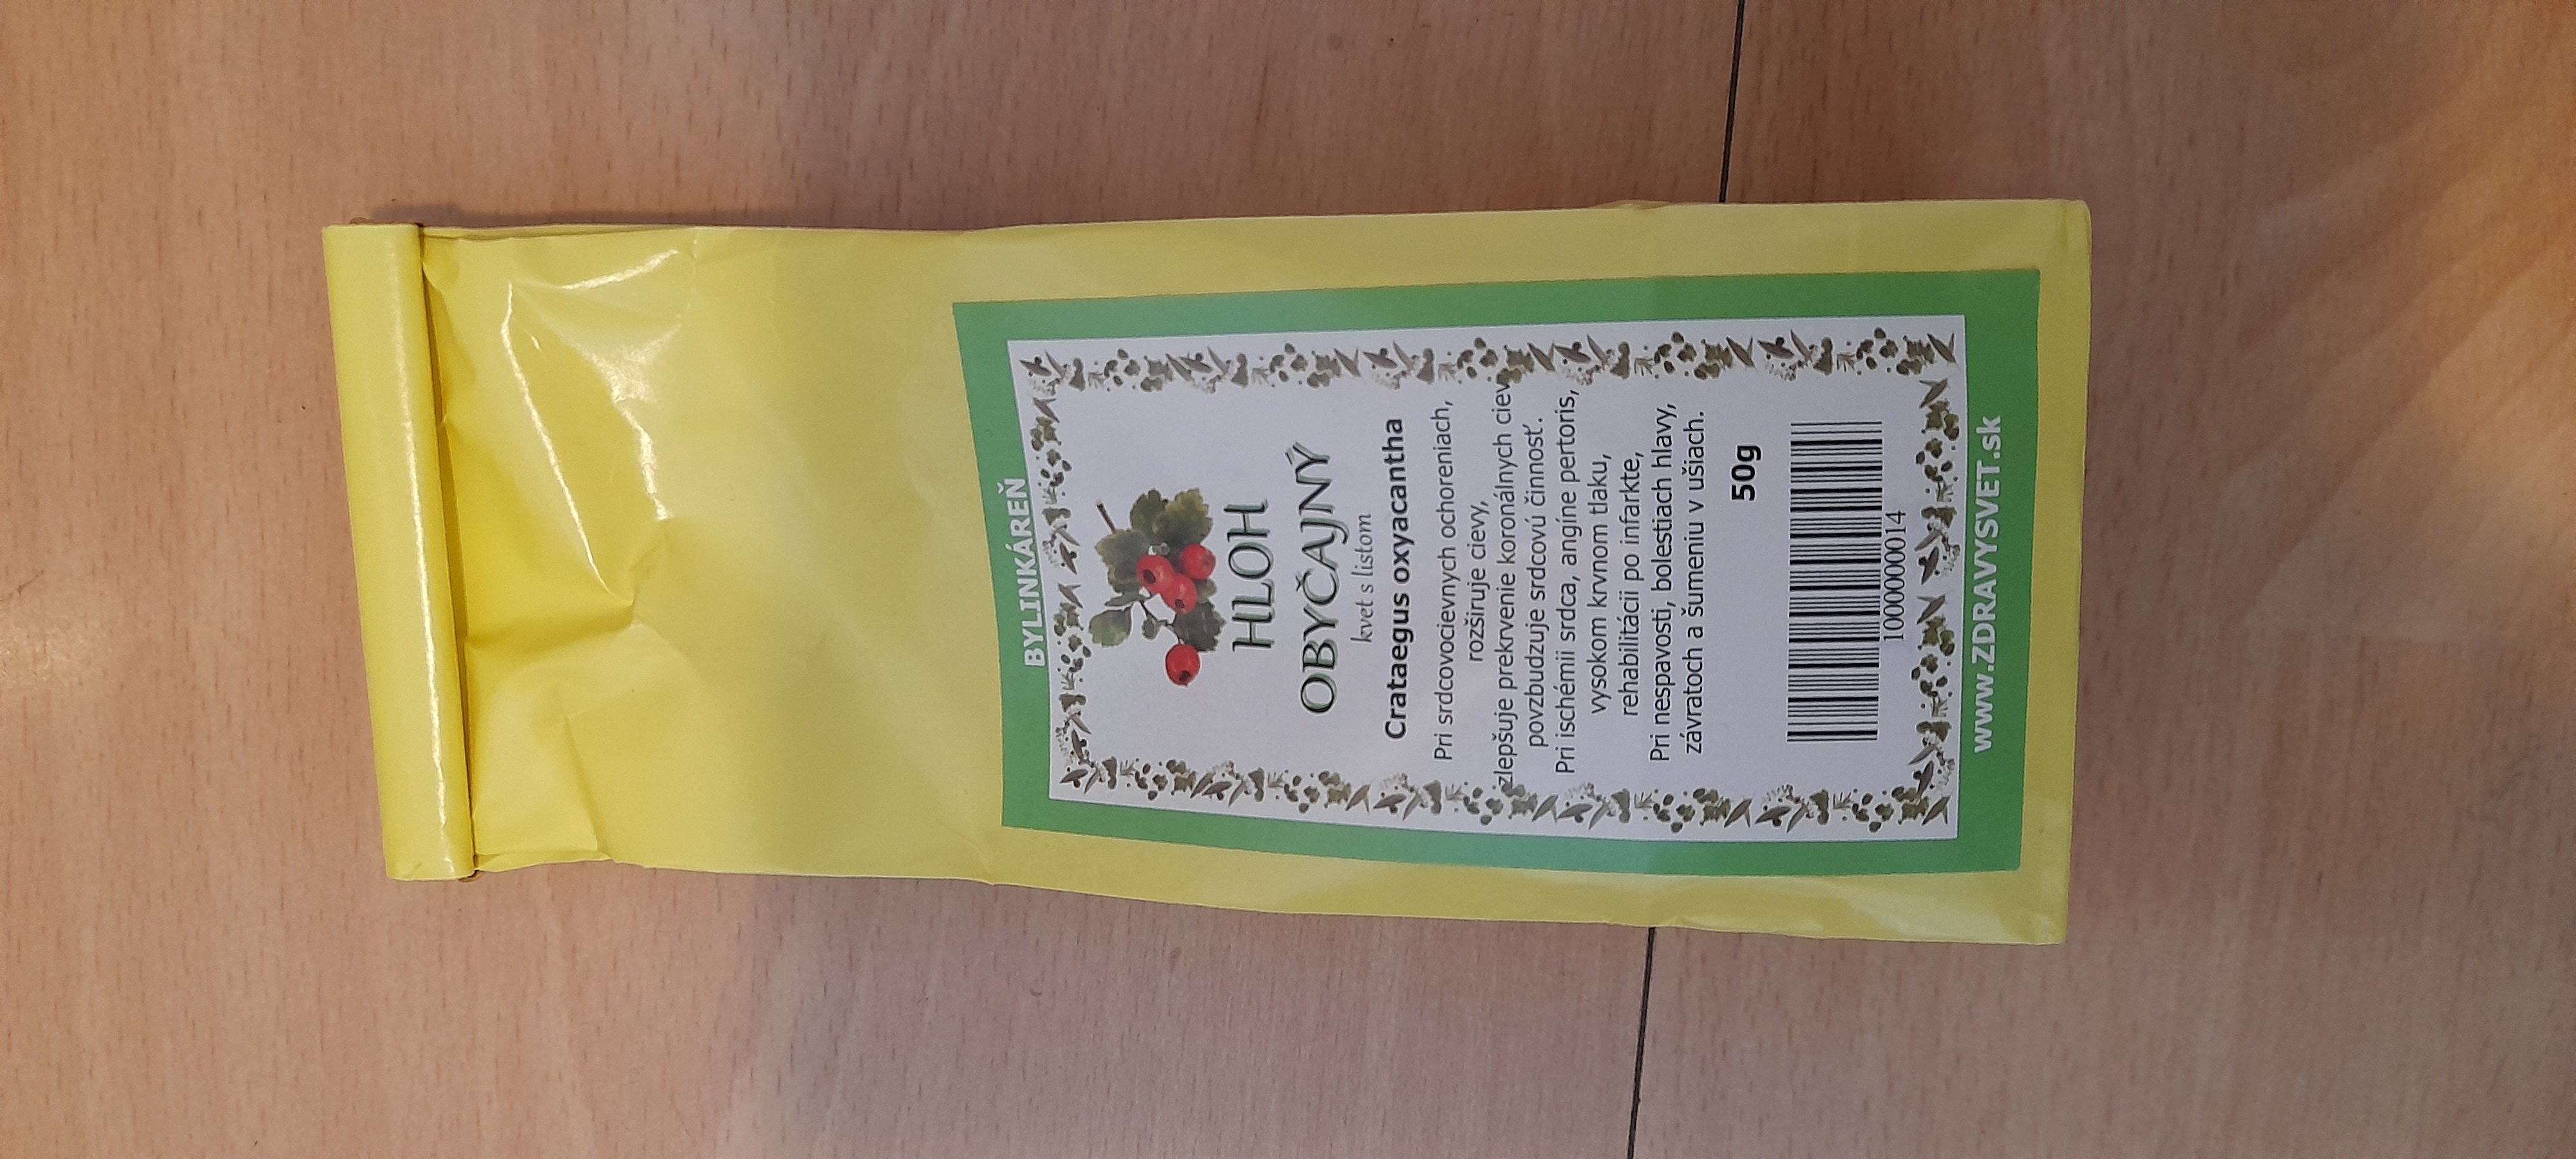 BYLINKÁREŇ
HLOH
OBYČAJNÝ
kvet s listom
Crataegus oxyacantha
Pri srdcovocievnych ochoreniach,
rozširuje cievy,
zlepšuje prekrvenie koronálnych ciev
povzbudzuje srdcovú činnosť.
Pri ischémii srdca, angíne pertoris,
vysokom krvnom tlaku,
rehabilitácii po infarkte,
Pri nespavosti, bolestiach hlavy,
závratoch a šumeniu v ušiach.
50g
1000000014
www.ZDRAVYSVET.sk